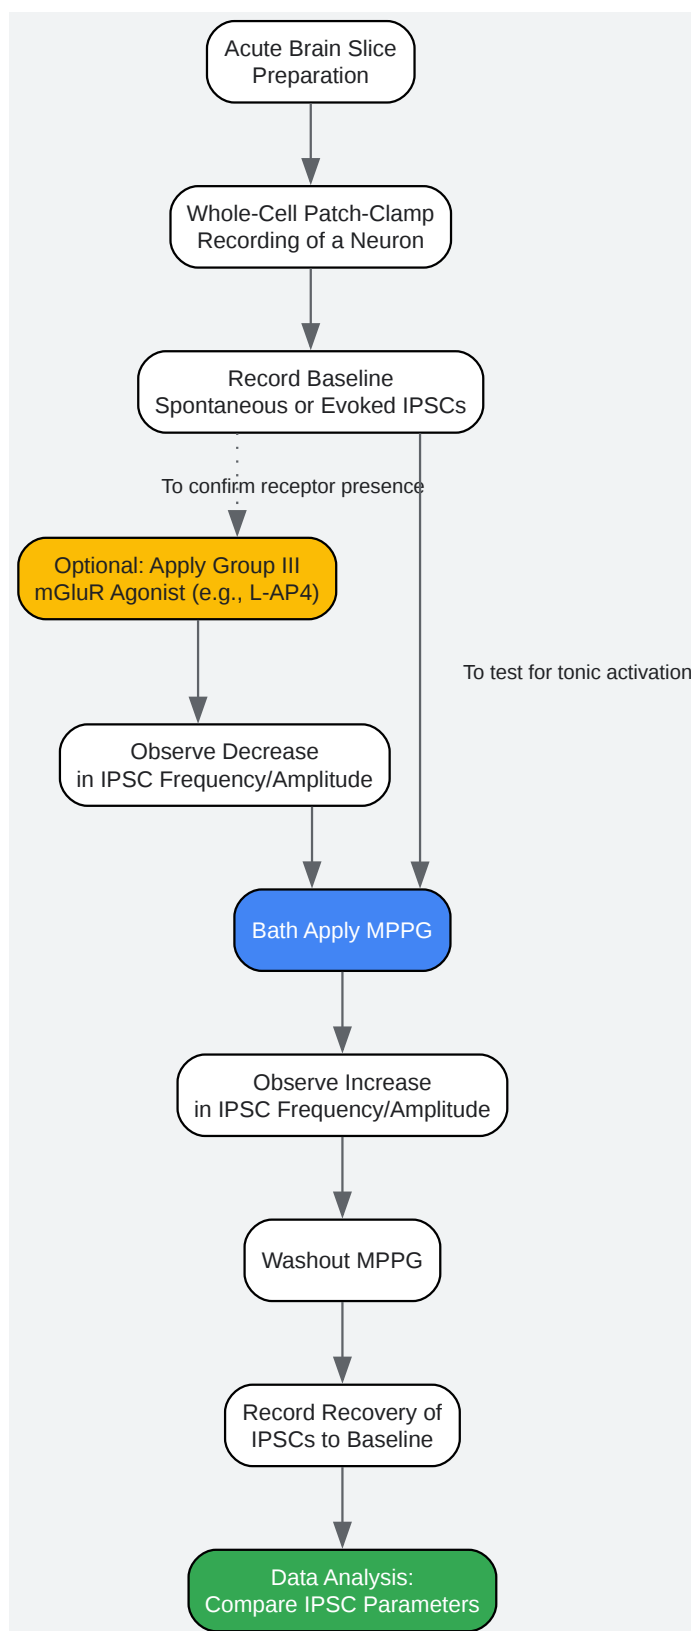 Acute Brain Slice
Preparation
Whole-Cell Patch-Clamp
Recording of a Neuron
Record Baseline
Spontaneous or Evoked IPSCs
To confirm receptor presence
Optional: Apply Group III
mGluR Agonist (e.g., L-AP4)
To test for tonic activation
Observe Decrease
in IPSC Frequency/Amplitude
Bath Apply MPPG
Observe Increase
in IPSC Frequency/Amplitude
Washout MPPG
Record Recovery of
IPSCs to Baseline
Data Analysis:
Compare IPSC Parameters